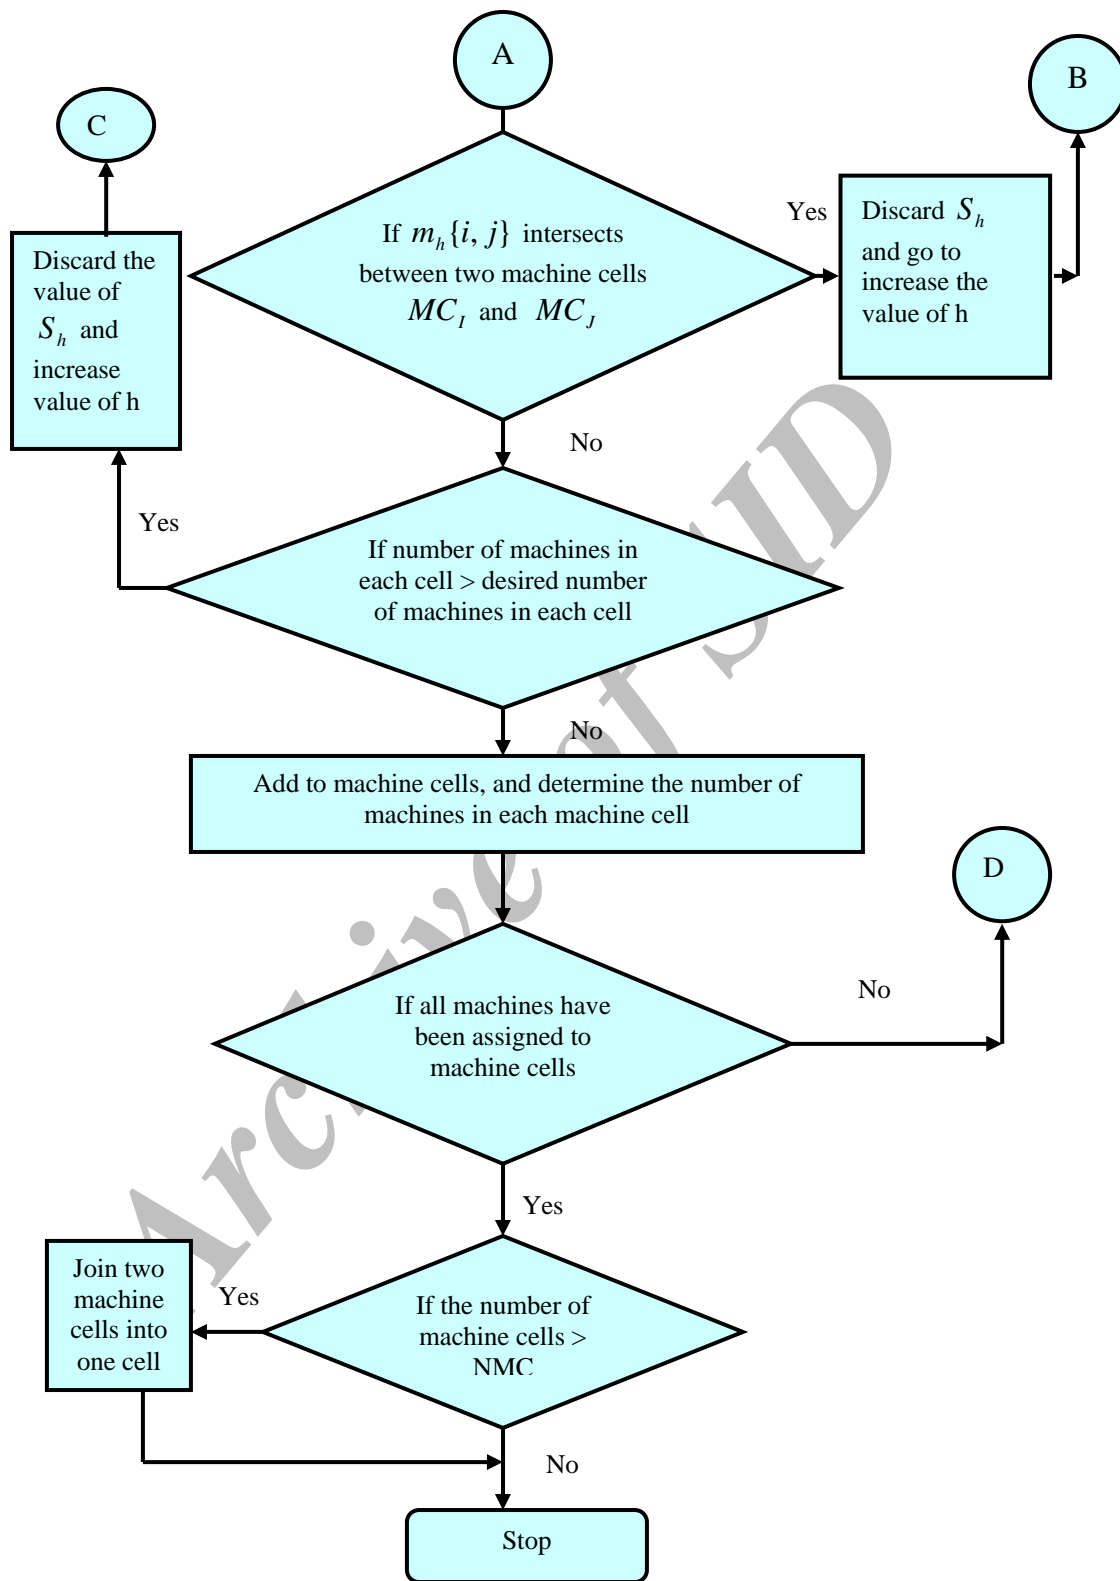 A
B
C
If m_h{i, j} intersects
between two machine cells
MC_I and MC_J
Yes
Discard S_h
and go to
increase the
value of h
Discard the
value of
S_h and
increase
value of h
No
Yes
If number of machines in
each cell > desired number
of machines in each cell
No
Add to machine cells, and determine the number of
machines in each machine cell
D
If all machines have
been assigned to
machine cells
No
Yes
Join two
machine
cells into
one cell
Yes
If the number of
machine cells >
NMC
No
Stop
Archive of SID